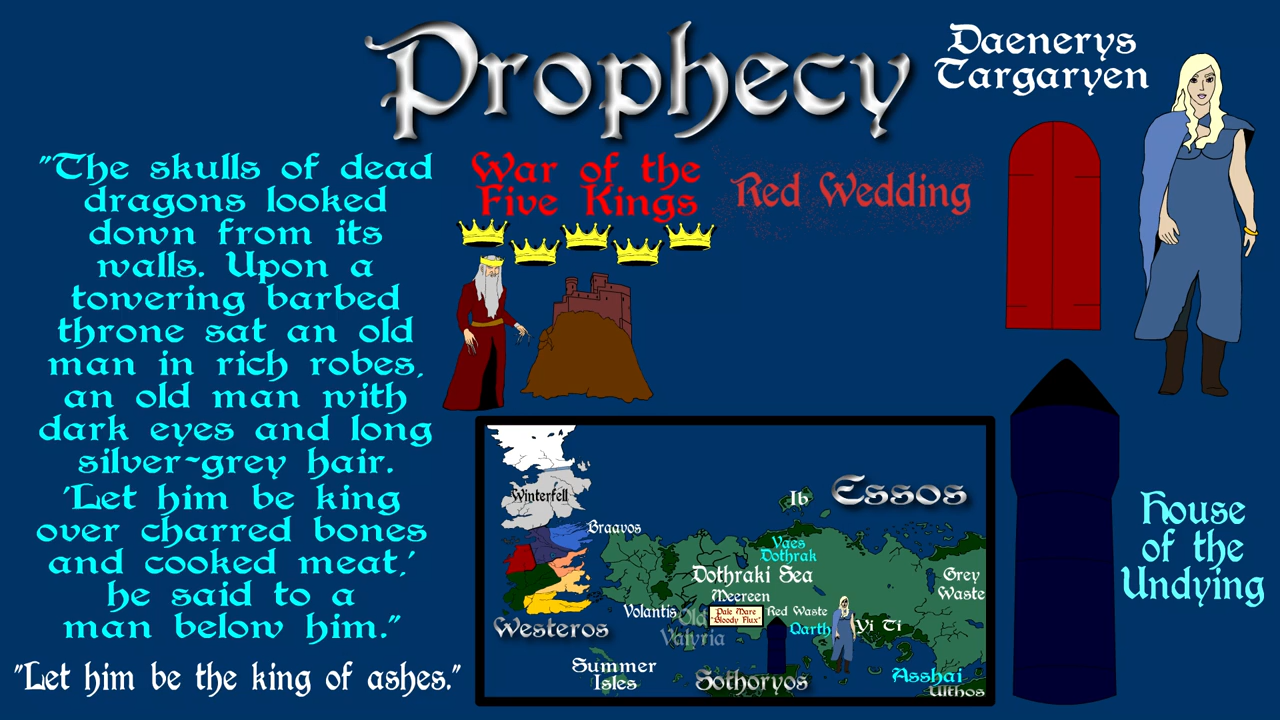 Prophecy
Daenerys
Targaryen
"The skulls of dead
dragons looked
down from its
walls. Upon a
towering barbed
throne sat an old
man in rich robes,
an old man with
dark eyes and long
silver-grey hair.
'Let him be king
over charred bones
and cooked meat,'
he said to a
man below him."
"Let him be the king of ashes."
War of the
Five Kings
Red Wedding
Winterfell
Braavos
Ib
Essos
Vaes
Dothrak
Dothraki Sea
Meereen
Grey
Waste
Volantis
Old
Valyria
Pale Mare
"Bloody Flux"
Red Waste
Qarth
Yi Ti
Westeros
Summer
Isles
Sothoryos
Asshai
Ulthos
House
of the
Undying